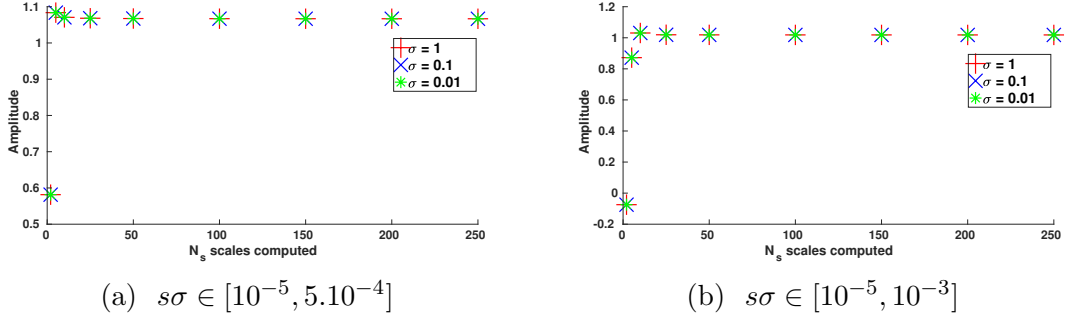 1.1
1
0.9
0.8
0.7
0.6
0.5
Amplitude
σ = 1
σ = 0.1
σ = 0.01
0 50 100 150 200 250
N_s scales computed
(a) sσ ∈ [10⁻⁵, 5.10⁻⁴]
1.2
1
0.8
0.6
0.4
0.2
0
-0.2
Amplitude
σ = 1
σ = 0.1
σ = 0.01
0 50 100 150 200 250
N_s scales computed
(b) sσ ∈ [10⁻⁵, 10⁻³]